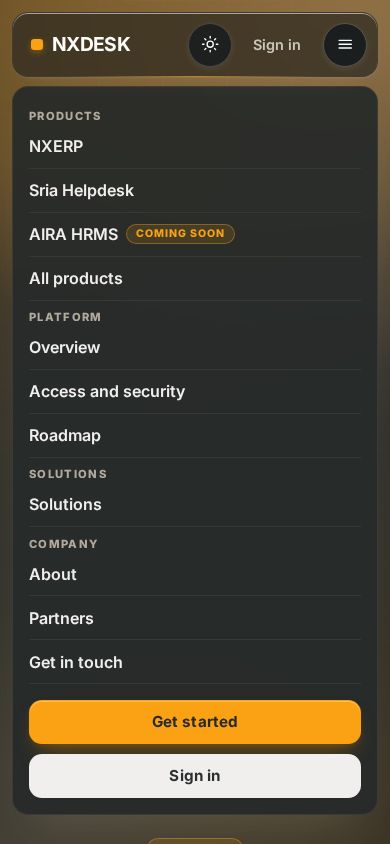 NXDESK
Sign in
PRODUCTS
NXERP
Sria Helpdesk
AIRA HRMS COMING SOON
All products
PLATFORM
Overview
Access and security
Roadmap
SOLUTIONS
Solutions
COMPANY
About
Partners
Get in touch
Get started
Sign in